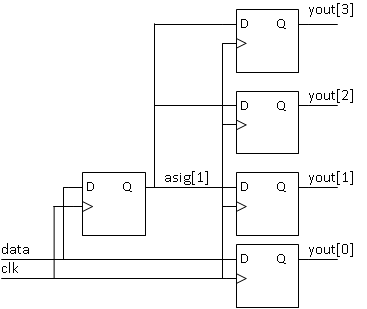 yout[3]
D Q
yout[2]
D Q
asig[1]
yout[1]
D Q
D Q
data
yout[0]
clk
D Q